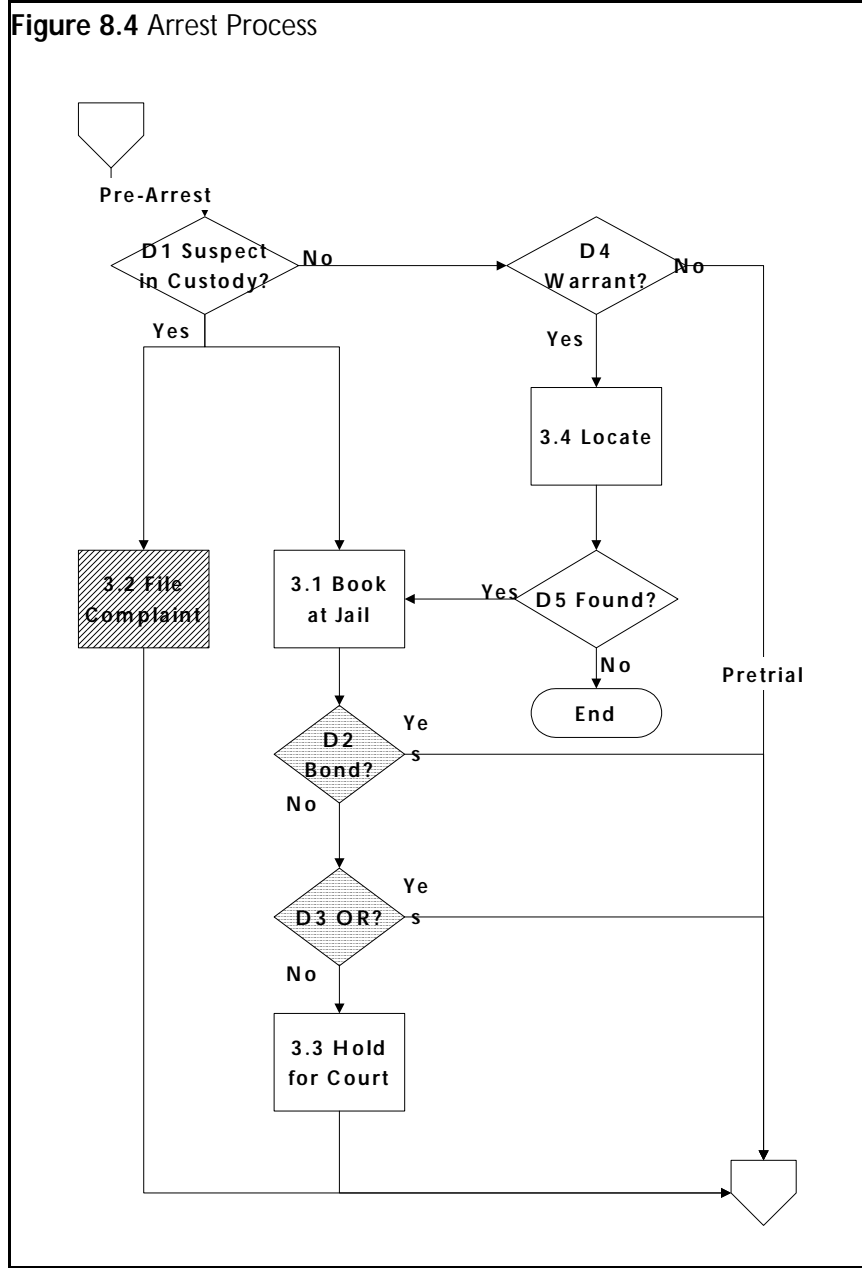 Figure 8.4 Arrest Process
Pre-Arrest
D1 Suspect
in Custody?
No
D4
Warrant?
No
Yes
Yes
3.4 Locate
3.2 File
Complaint
3.1 Book
at Jail
Yes
D5 Found?
No
Pretrial
End
D2
Bond?
Ye
s
No
D3 OR?
Ye
s
No
3.3 Hold
for Court